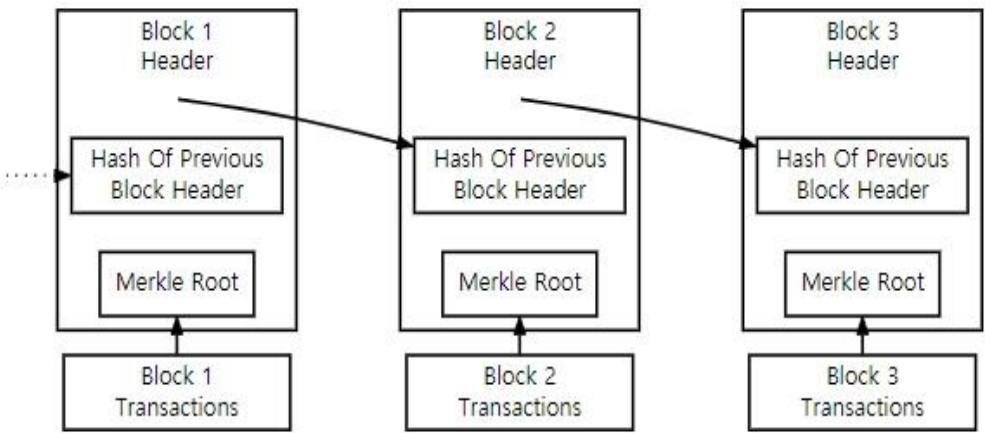 Block 1
Header
Hash Of Previous
Block Header
Merkle Root
Block 1
Transactions
Block 2
Header
Hash Of Previous
Block Header
Merkle Root
Block 2
Transactions
Block 3
Header
Hash Of Previous
Block Header
Merkle Root
Block 3
Transactions